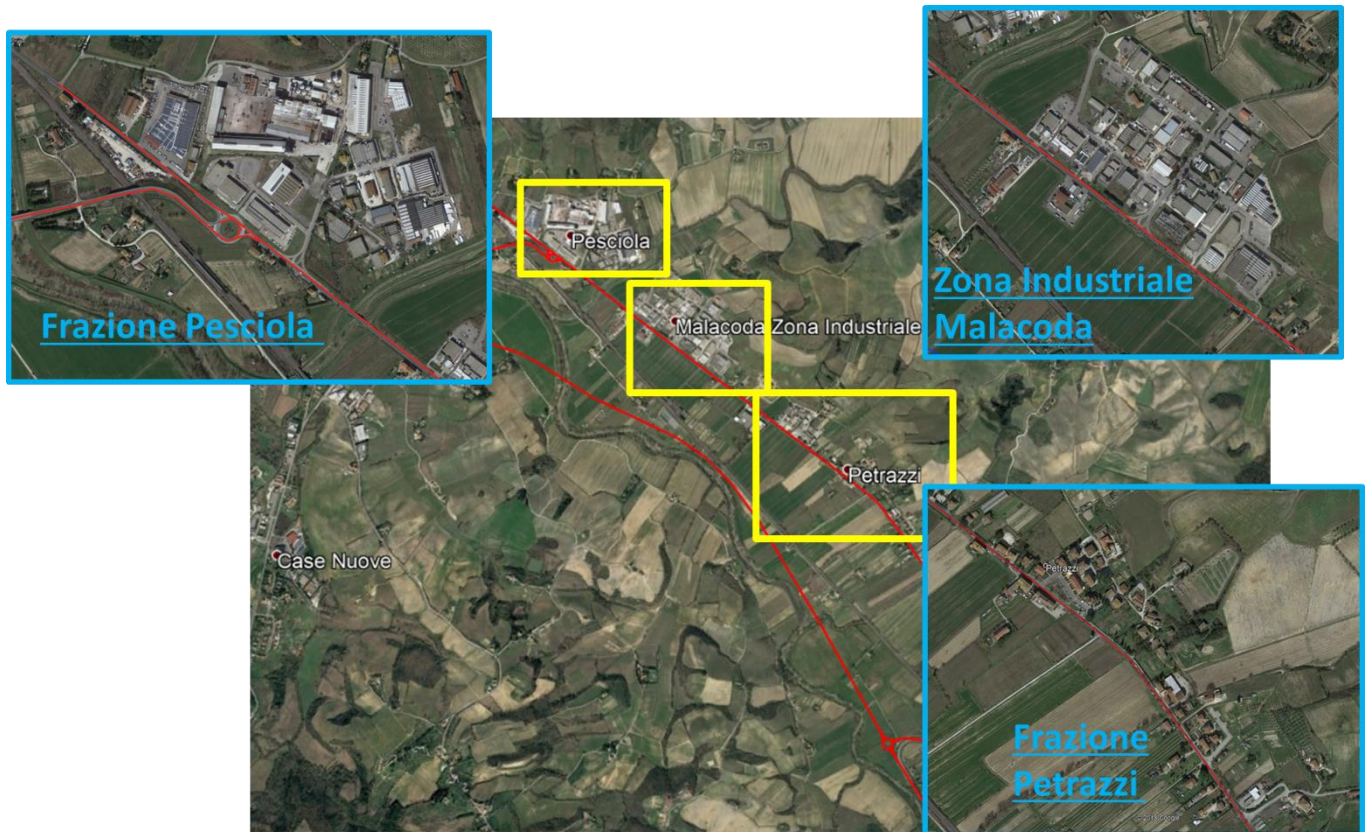 Frazione Pesciola
Zona Industriale
Malacoda
Pesciola
Malacoda Zona Industriale
Petrazzi
Case Nuove
Petrazzi
Frazione
Petrazzi